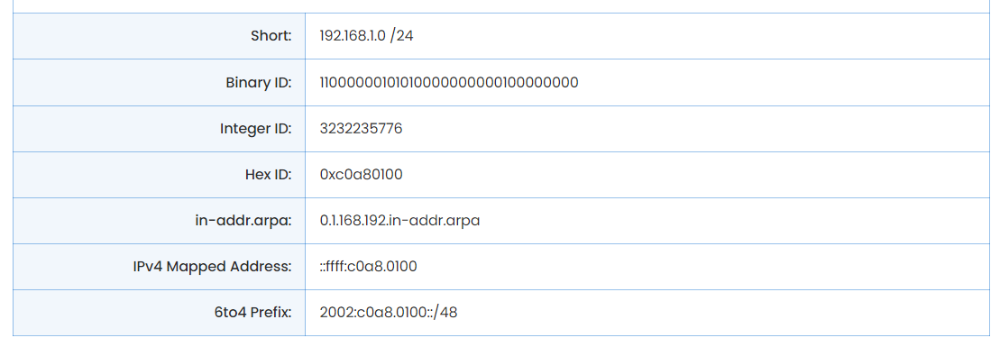 Short: 192.168.1.0 /24
Binary ID: 11000000101010000000000100000000
Integer ID: 3232235776
Hex ID: 0xc0a80100
in-addr.arpa: 0.1.168.192.in-addr.arpa
IPv4 Mapped Address: ::ffff:c0a8.0100
6to4 Prefix: 2002:c0a8.0100::/48